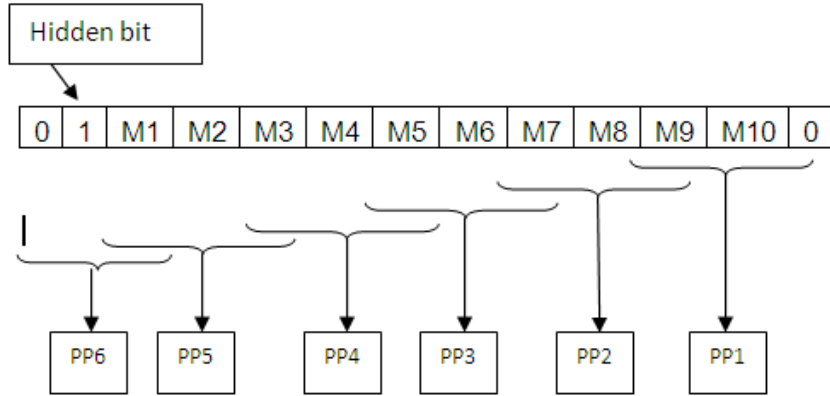 Hidden bit
0 1 M1 M2 M3 M4 M5 M6 M7 M8 M9 M10 0
PP6 PP5 PP4 PP3 PP2 PP1